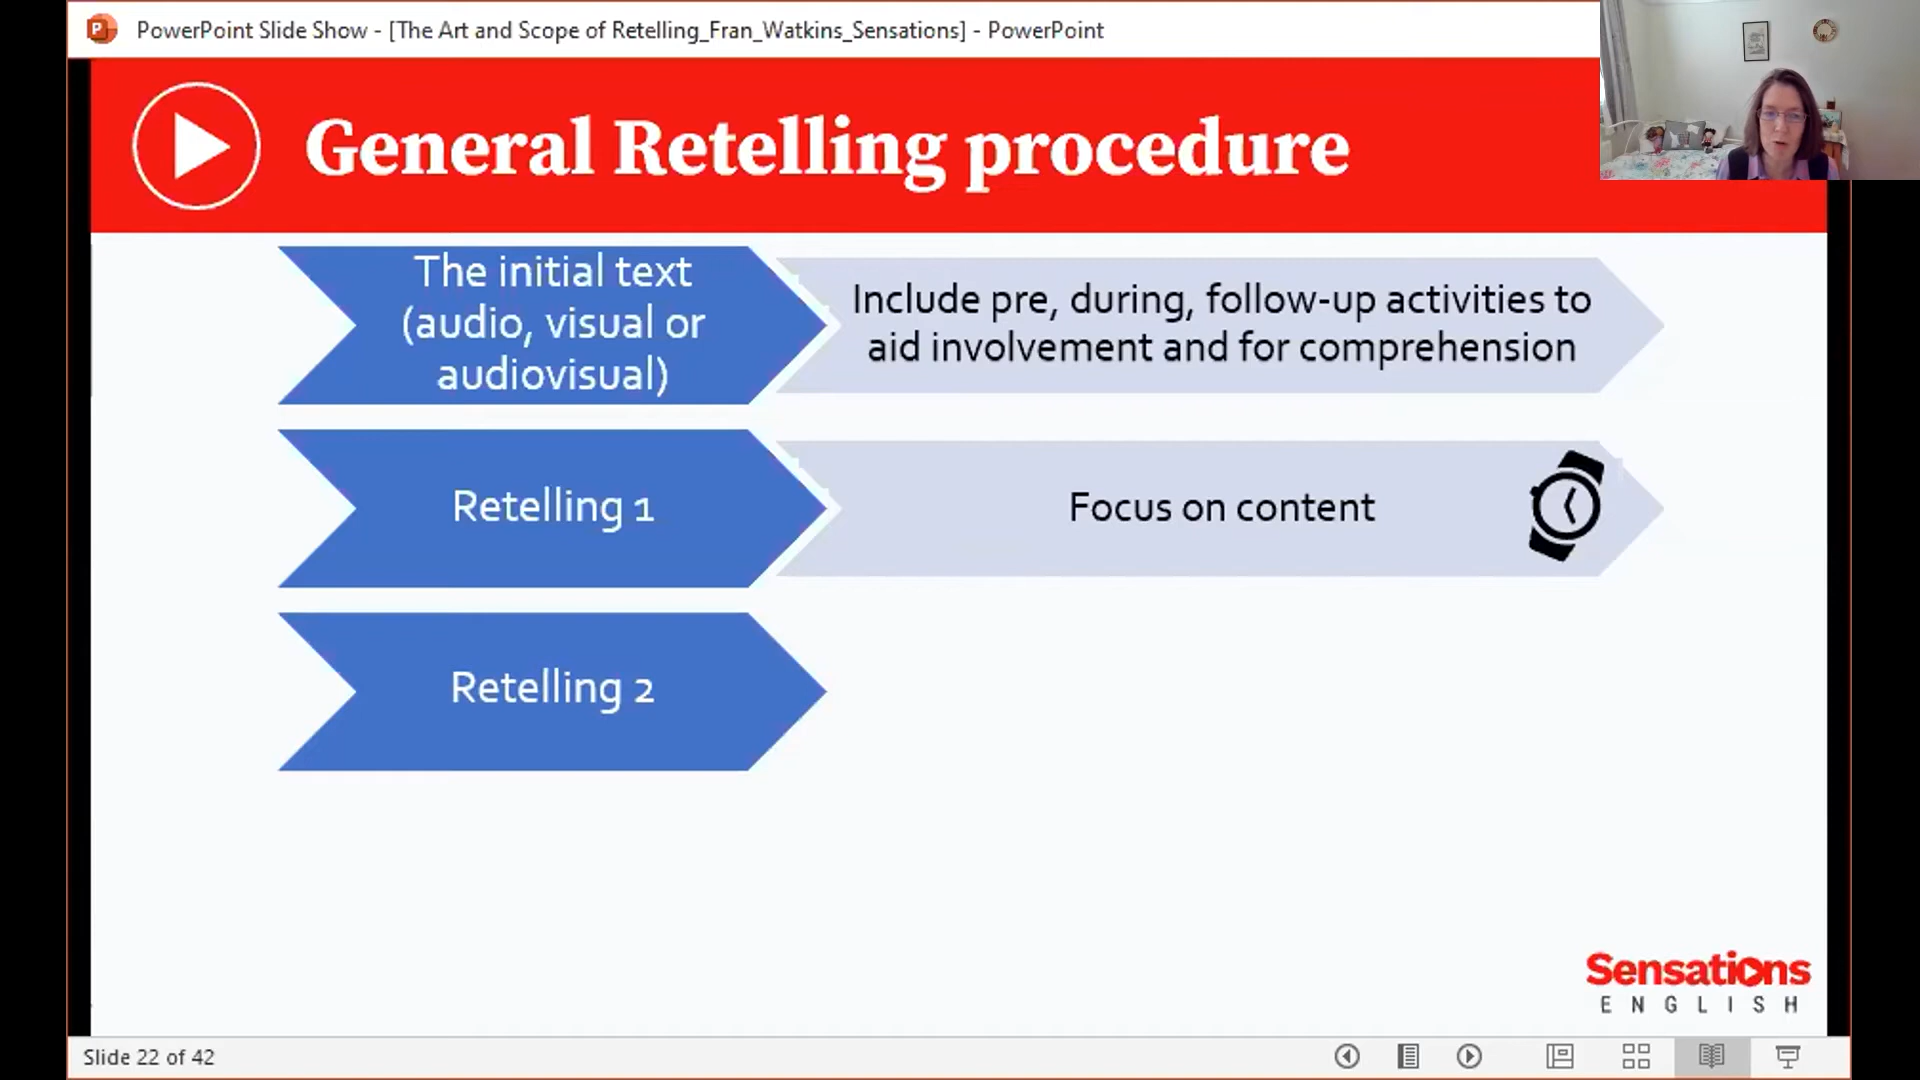 PowerPoint Slide Show - [The Art and Scope of Retelling_Fran_Watkins_Sensations] - PowerPoint
General Retelling procedure
The initial text
(audio, visual or
audiovisual)
Include pre, during, follow-up activities to
aid involvement and for comprehension
Retelling 1
Focus on content
Retelling 2
Sensations
ENGLISH
Slide 22 of 42